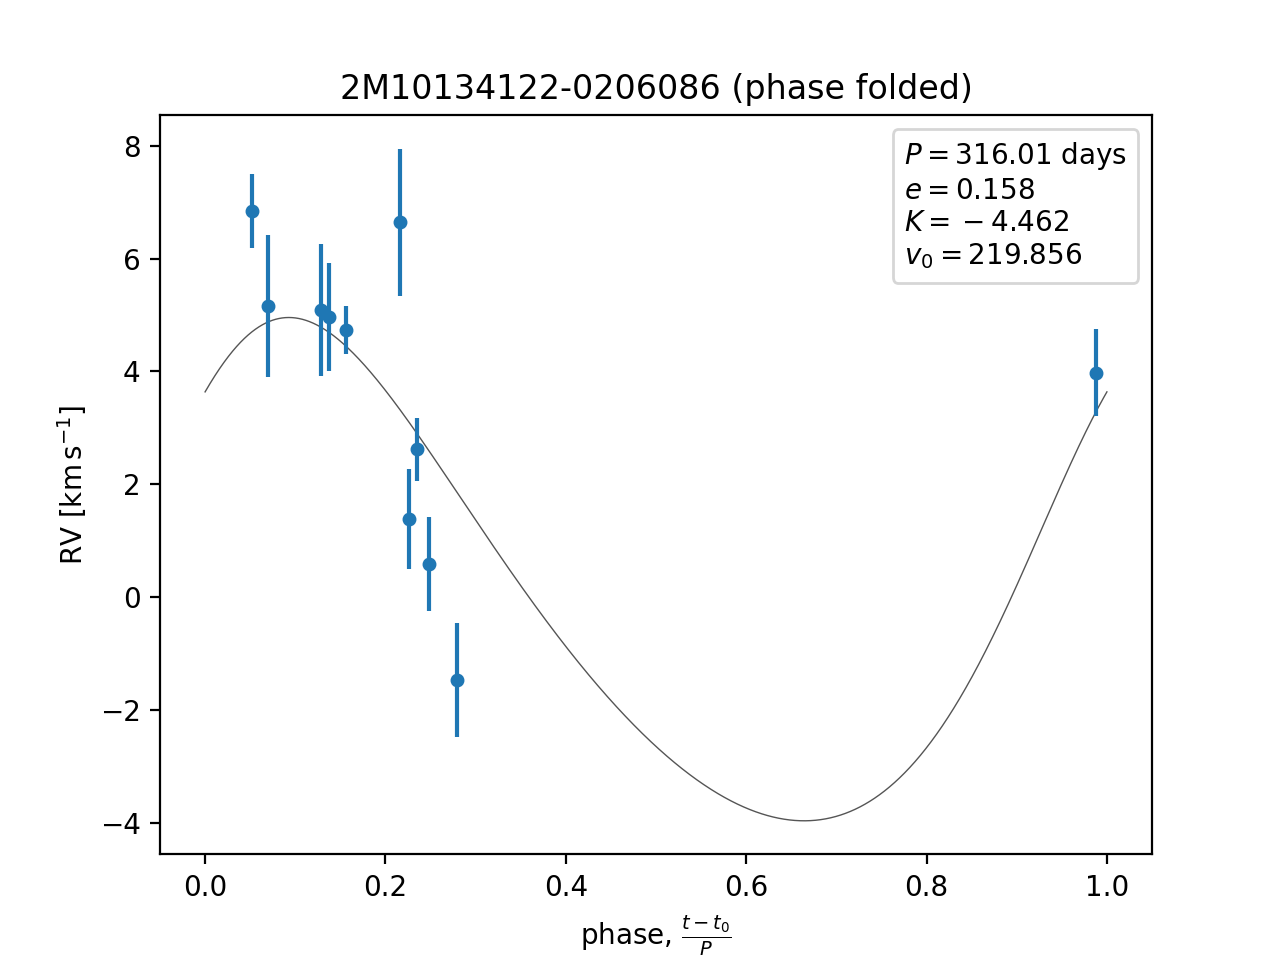 2M10134122-0206086 (phase folded)
P = 316.01 days
e = 0.158
K = −4.462
v₀ = 219.856
RV [km s⁻¹]
8
6
4
2
0
−2
−4
0.0 0.2 0.4 0.6 0.8 1.0
phase, (t − t₀)/P